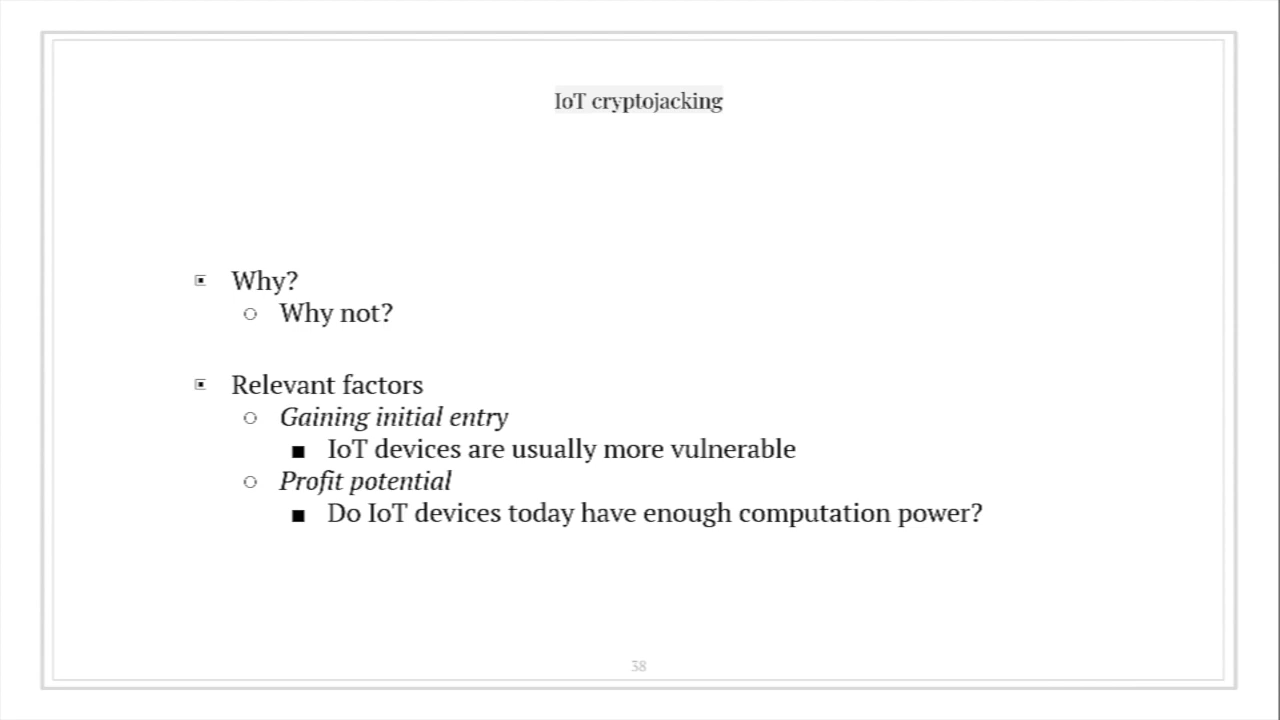 IoT cryptojacking
Why?
Why not?
Relevant factors
Gaining initial entry
IoT devices are usually more vulnerable
Profit potential
Do IoT devices today have enough computation power?
38